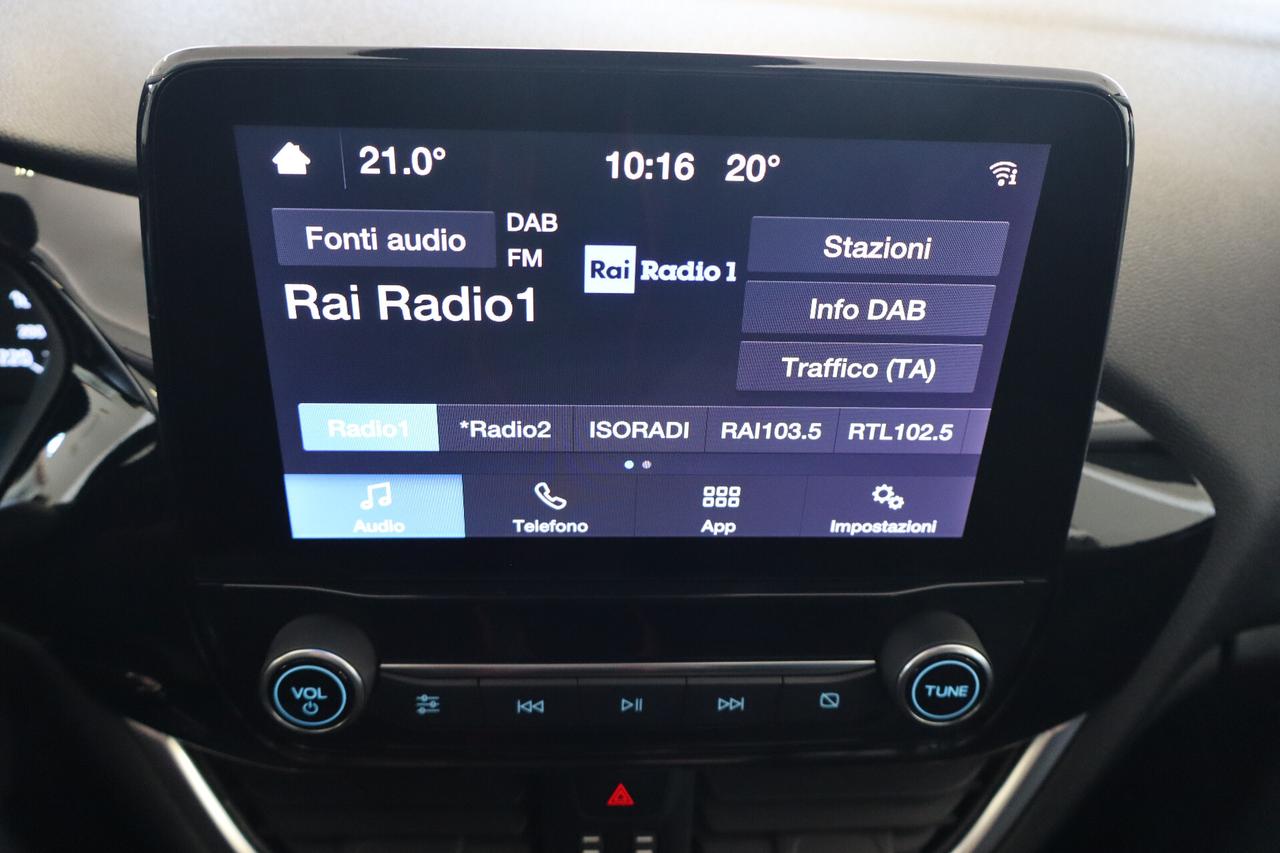 21.0° 10:16 20°
Fonti audio DAB
FM
Rai Radio 1
Stazioni
Rai Radio1
Info DAB
Traffico (TA)
Radio1 *Radio2 ISORADI RAI103.5 RTL102.5
Audio Telefono App Impostazioni
VOL TUNE